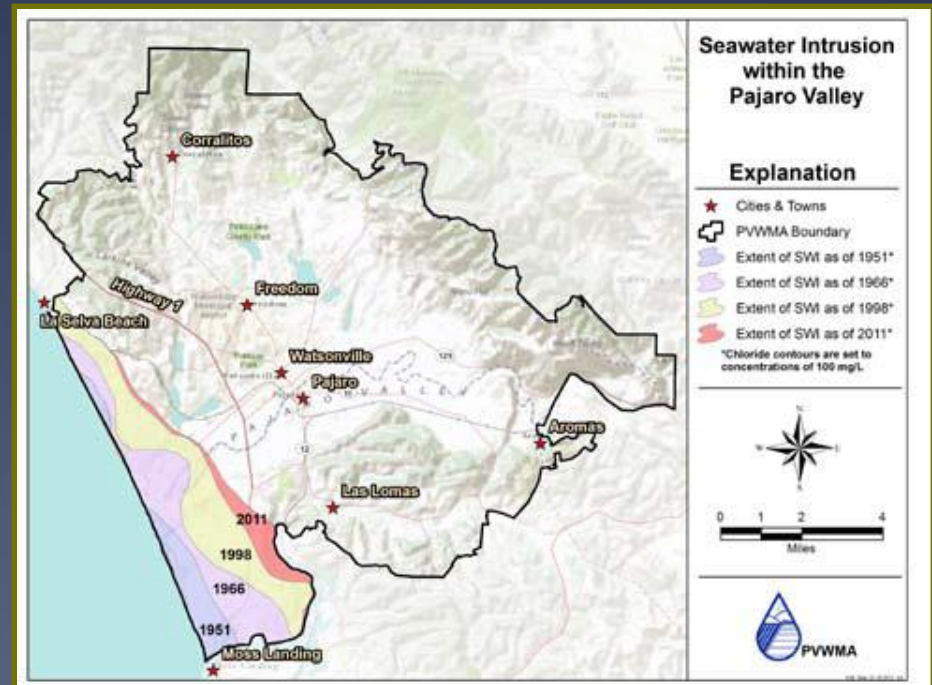 Seawater Intrusion
within the
Pajaro Valley
Explanation
Cities & Towns
PVWMA Boundary
Extent of SWI as of 1951*
Extent of SWI as of 1966*
Extent of SWI as of 1998*
Extent of SWI as of 2011*
*Chloride contours are set to
concentrations of 100 mg/L
N
W
E
S
0 1 2 4
Miles
PVWMA
Corralitos
Highway 1
Freedom
La Selva Beach
Watsonville
Pajaro
Aromas
Las Lomas
2011
1998
1966
1951
Moss Landing